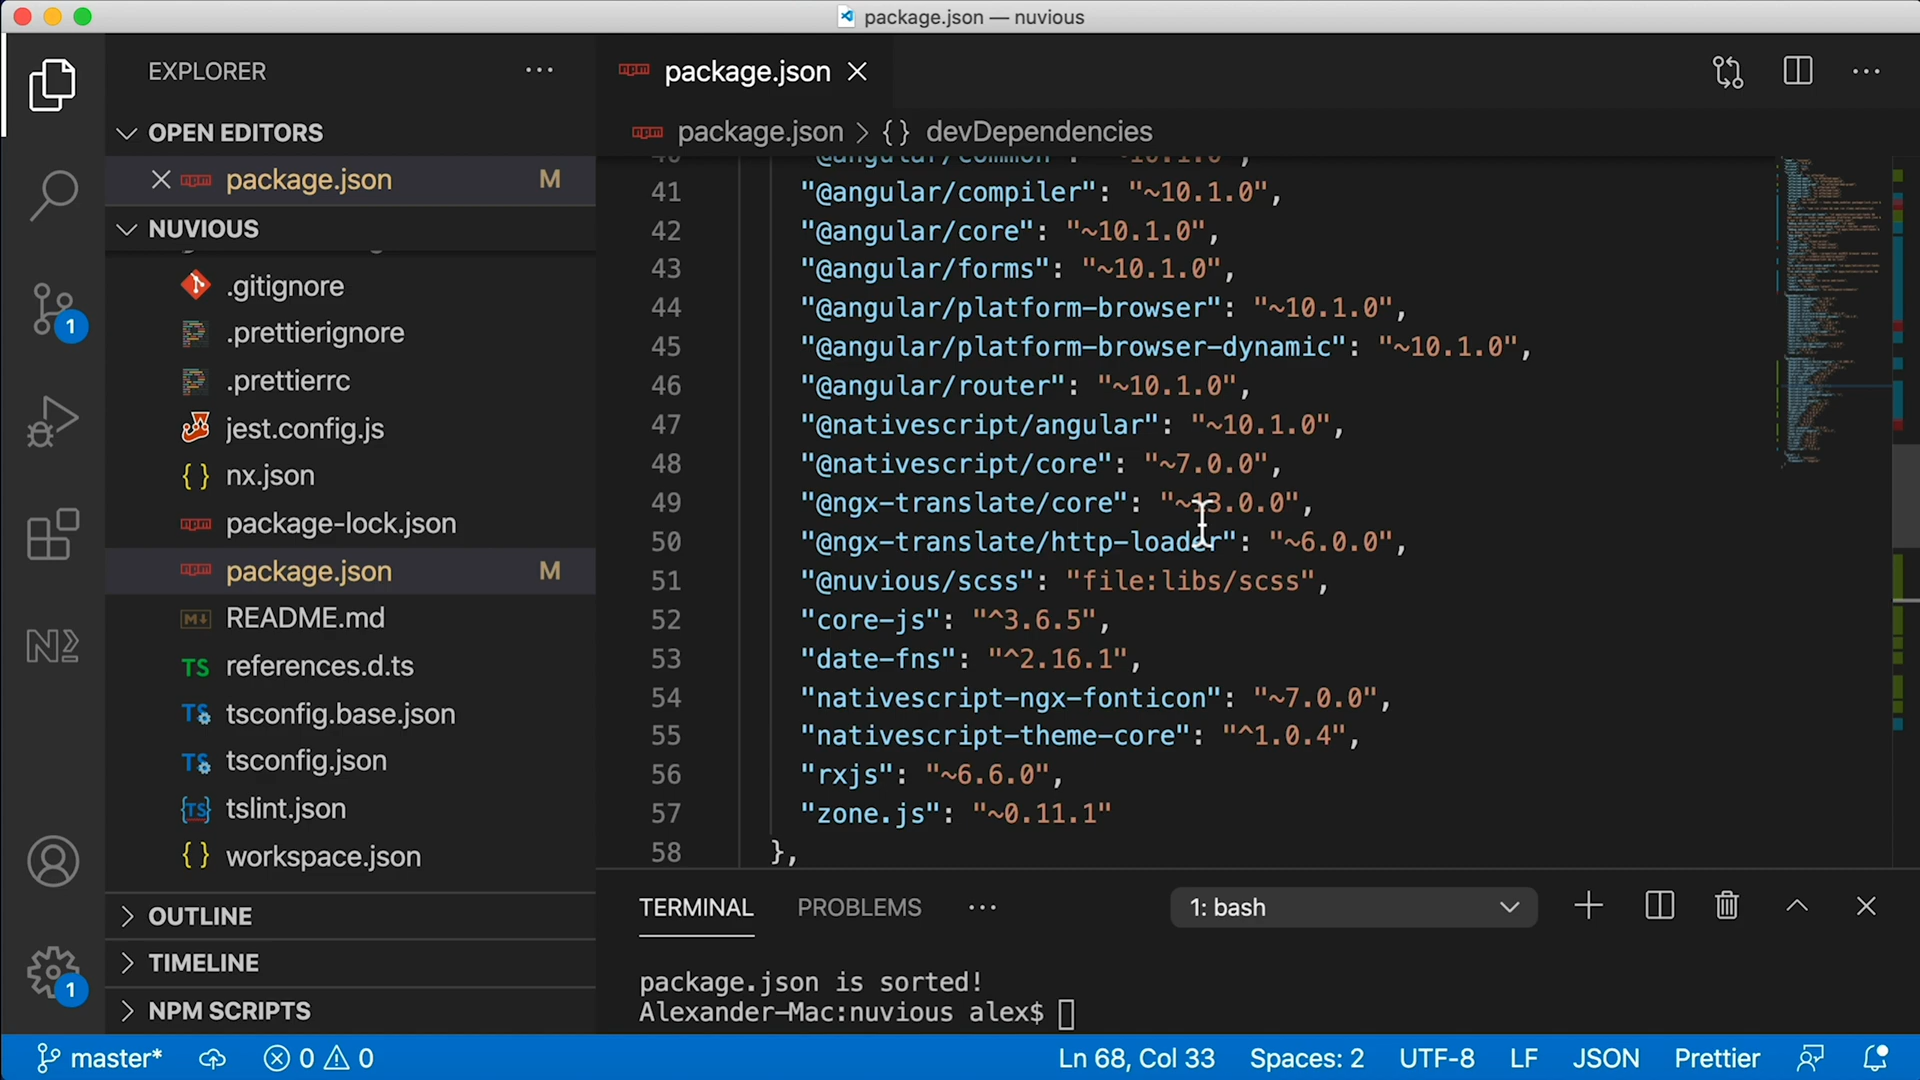 package.json — nuvious
EXPLORER
OPEN EDITORS
package.json M
NUVIOUS
.gitignore
.prettierignore
.prettierrc
jest.config.js
nx.json
package-lock.json
package.json M
README.md
references.d.ts
tsconfig.base.json
tsconfig.json
tslint.json
workspace.json
OUTLINE
TIMELINE
NPM SCRIPTS
1
1
package.json
package.json > {} devDependencies
40 "@angular/common": "~10.1.0",
41 "@angular/compiler": "~10.1.0",
42 "@angular/core": "~10.1.0",
43 "@angular/forms": "~10.1.0",
44 "@angular/platform-browser": "~10.1.0",
45 "@angular/platform-browser-dynamic": "~10.1.0",
46 "@angular/router": "~10.1.0",
47 "@nativescript/angular": "~10.1.0",
48 "@nativescript/core": "~7.0.0",
49 "@ngx-translate/core": "~13.0.0",
50 "@ngx-translate/http-loader": "~6.0.0",
51 "@nuvious/scss": "file:libs/scss",
52 "core-js": "^3.6.5",
53 "date-fns": "^2.16.1",
54 "nativescript-ngx-fonticon": "~7.0.0",
55 "nativescript-theme-core": "^1.0.4",
56 "rxjs": "~6.6.0",
57 "zone.js": "~0.11.1"
58 },
TERMINAL PROBLEMS ··· 1: bash
package.json is sorted!
Alexander-Mac:nuvious alex$
master* 0 0 Ln 68, Col 33 Spaces: 2 UTF-8 LF JSON Prettier